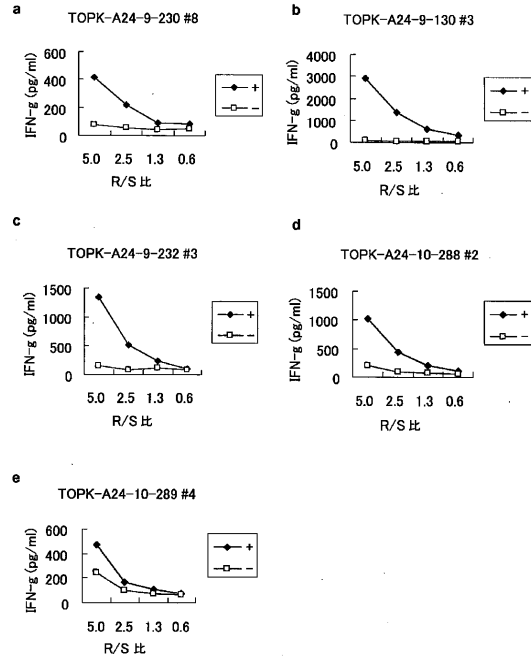 a
TOPK-A24-9-230 #8
IFN-g (pg/ml)
600
400
200
0
5.0 2.5 1.3 0.6
R/S 比
+
−
b
TOPK-A24-9-130 #3
IFN-g (pg/ml)
4000
3000
2000
1000
0
5.0 2.5 1.3 0.6
R/S 比
+
−
c
TOPK-A24-9-232 #3
IFN-g (pg/ml)
1500
1000
500
0
5.0 2.5 1.3 0.6
R/S 比
+
−
d
TOPK-A24-10-288 #2
IFN-g (pg/ml)
1500
1000
500
0
5.0 2.5 1.3 0.6
R/S 比
+
−
e
TOPK-A24-10-289 #4
IFN-g (pg/ml)
600
400
200
0
5.0 2.5 1.3 0.6
R/S 比
+
−